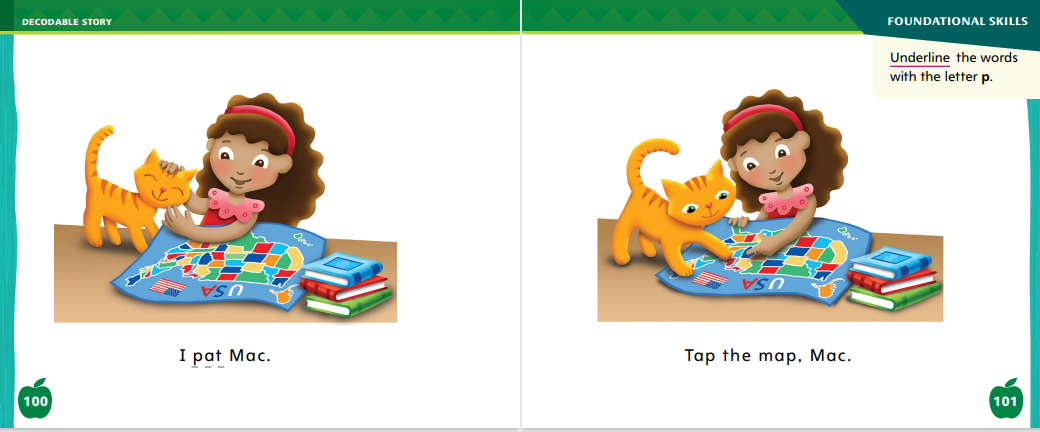 DECODABLE STORY
I pat Mac.
100
FOUNDATIONAL SKILLS
Underline the words
with the letter p.
USA
Tap the map, Mac.
101